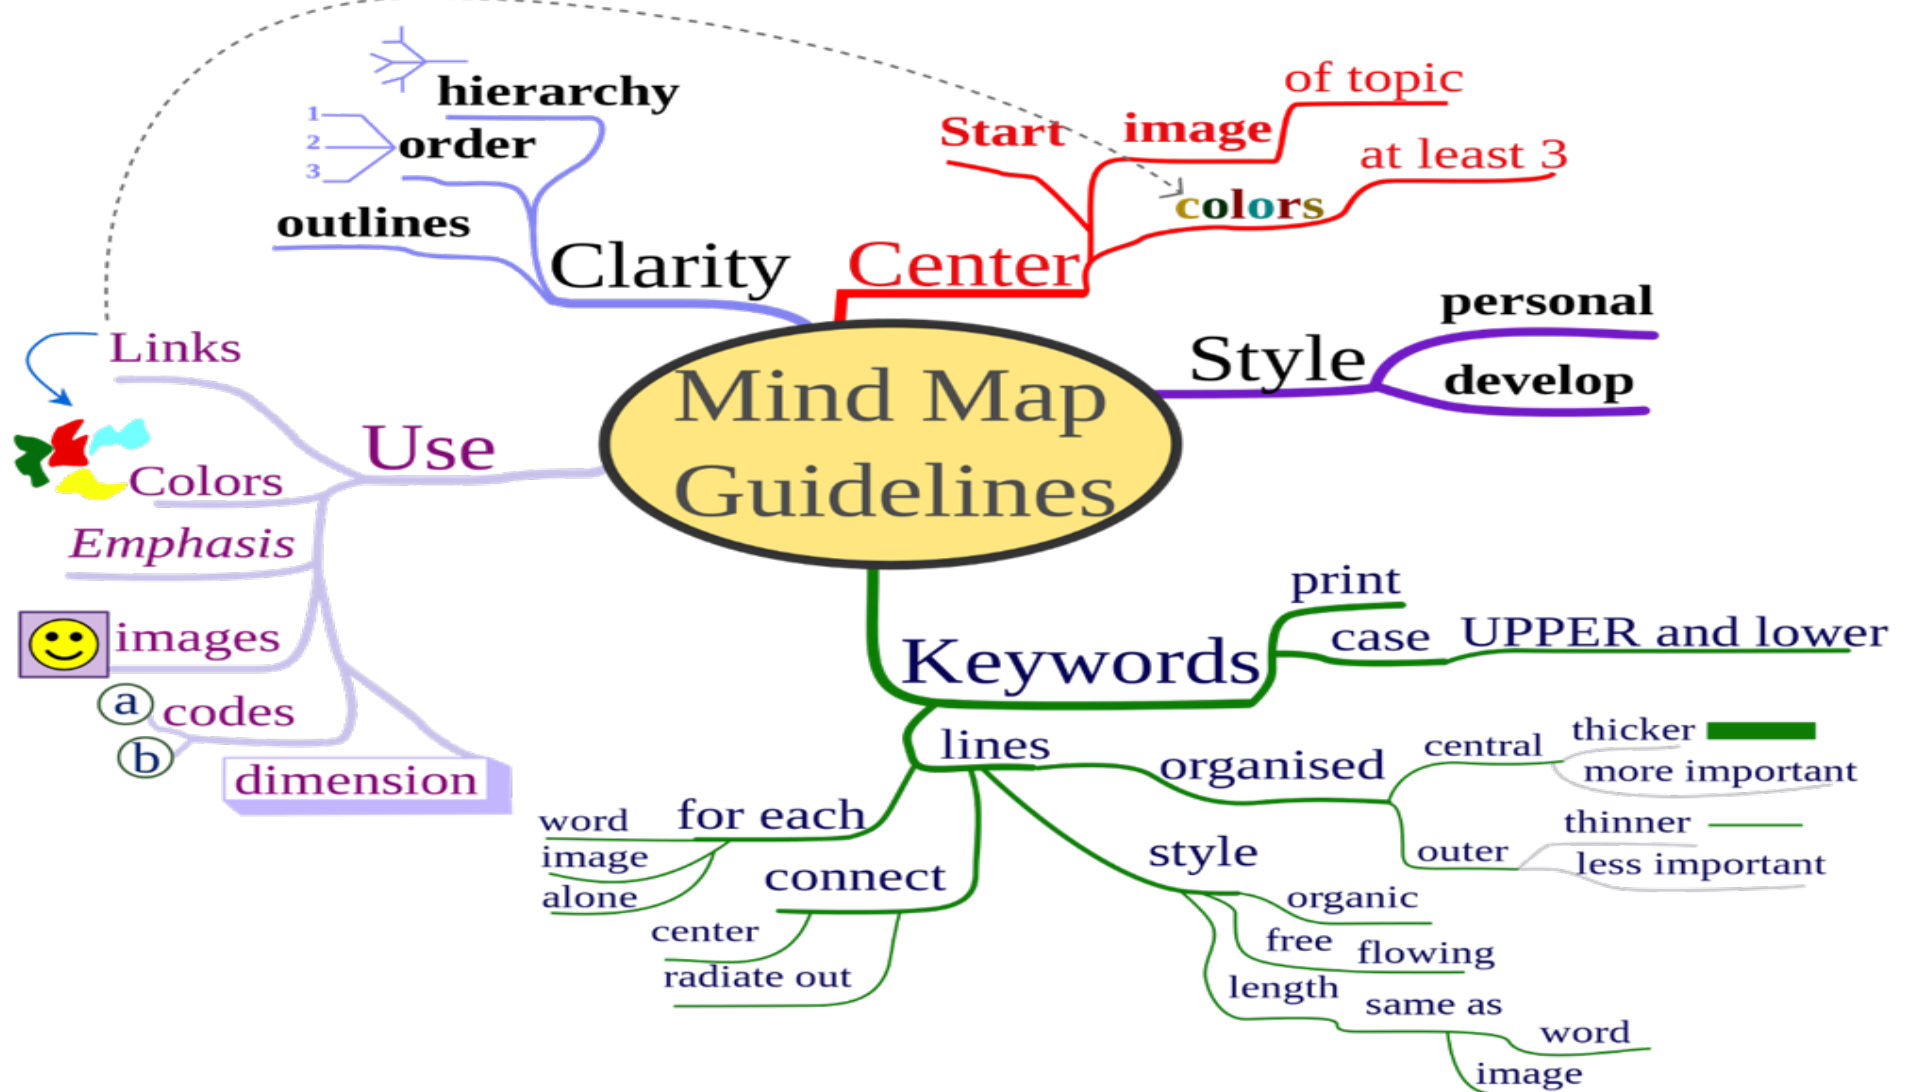 Mind Map
Guidelines
Center
Start
image
of topic
colors
at least 3
Style
personal
develop
Keywords
print
case
UPPER and lower
lines
organised
central
thicker
more important
outer
thinner
less important
style
organic
free flowing
length
same as
word
image
connect
center
radiate out
for each
word
image
alone
Use
Links
Colors
Emphasis
images
codes
a
b
dimension
Clarity
hierarchy
order
1
2
3
outlines